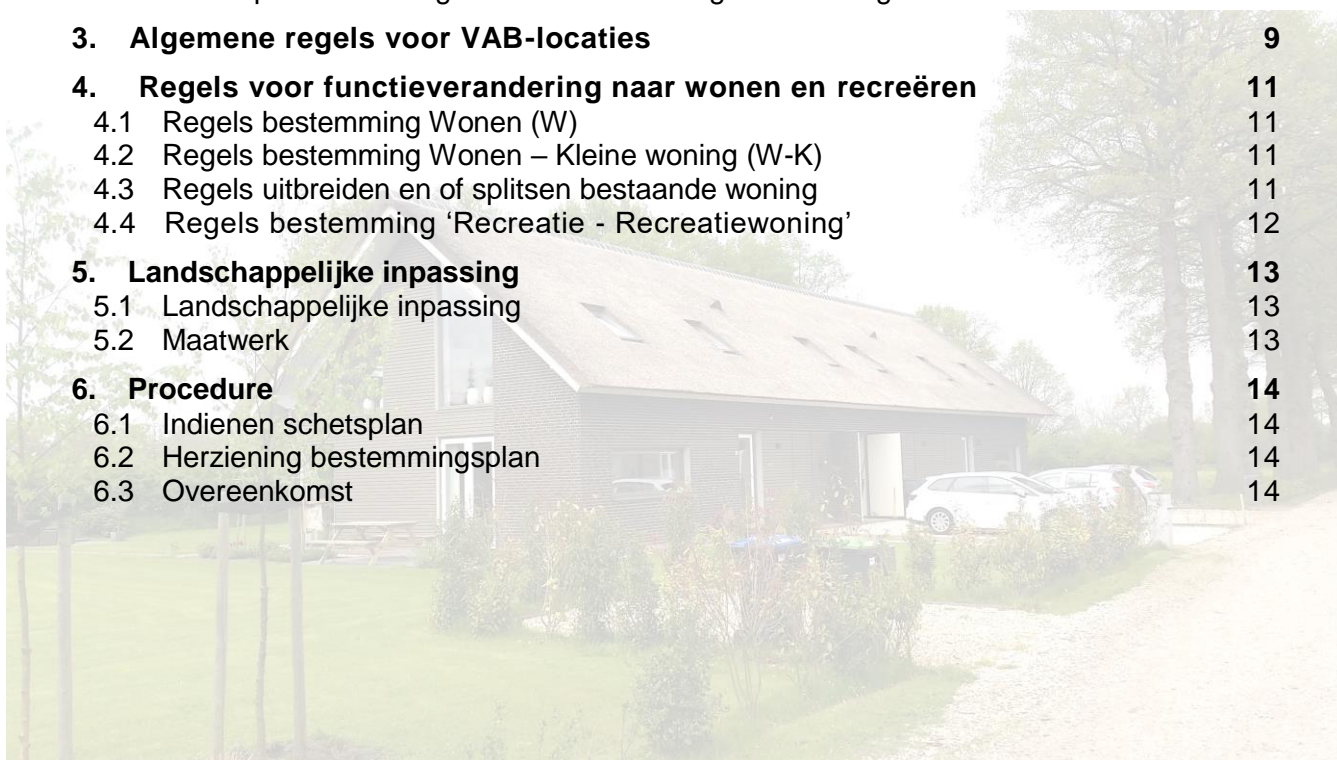 3. Algemene regels voor VAB-locaties 9
4. Regels voor functieverandering naar wonen en recreëren 11
4.1 Regels bestemming Wonen (W) 11
4.2 Regels bestemming Wonen – Kleine woning (W-K) 11
4.3 Regels uitbreiden en of splitsen bestaande woning 11
4.4 Regels bestemming ‘Recreatie - Recreatiewoning’ 12
5. Landschappelijke inpassing 13
5.1 Landschappelijke inpassing 13
5.2 Maatwerk 13
6. Procedure 14
6.1 Indienen schetsplan 14
6.2 Herziening bestemmingsplan 14
6.3 Overeenkomst 14